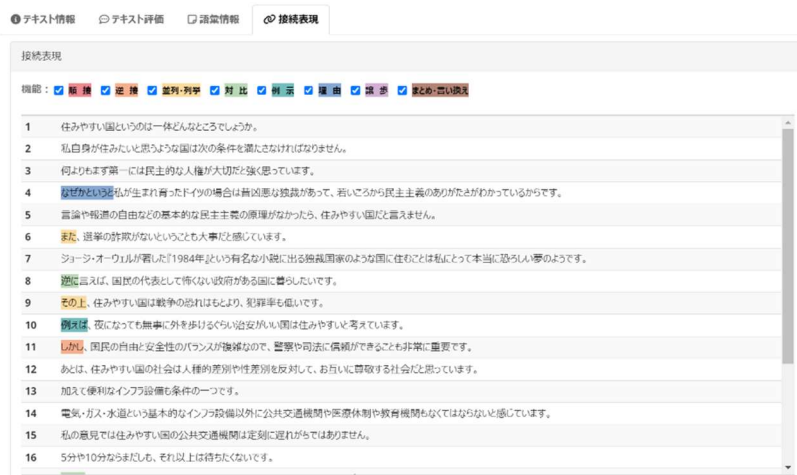 テキスト情報 テキスト評価 語彙情報 接続表現
接続表現
機能： 順 接 逆 接 並列・列挙 対 比 例 示 理 由 譲 歩 まとめ・言い換え
1 住みやすい国というのは一体どんなところでしょうか。
2 私自身が住みたいと思うような国は次の条件を満たさなければなりません。
3 何よりもまず第一には民主的な人権が大切だと強く思っています。
4 なぜかというと私が生まれ育ったドイツの場合は昔凶悪な独裁があって、若いころから民主主義のありがたさがわかっているからです。
5 言論や報道の自由などの基本的な民主主義の原理がなかったら、住みやすい国だと言えません。
6 また、選挙の詐欺がないということも大事だと感じています。
7 ジョージ・オーウェルが著した『1984年』という有名な小説に出る独裁国家のような国に住むことは私にとって本当に恐ろしい夢のようです。
8 逆に言えば、国民の代表として怖くない政府がある国に暮らしたいです。
9 その上、住みやすい国は戦争の恐れはもとより、犯罪率も低いです。
10 例えば、夜になっても無事に外を歩けるぐらい治安がいい国は住みやすいと考えています。
11 しかし、国民の自由と安全性のバランスが複雑なので、警察や司法に信頼ができることも非常に重要です。
12 あとは、住みやすい国の社会は人種的差別や性差別を反対して、お互いに尊敬する社会だと思っています。
13 加えて便利なインフラ設備も条件の一つです。
14 電気・ガス・水道という基本的なインフラ設備以外に公共交通機関や医療体制や教育機関もなくてはならないと感じています。
15 私の意見では住みやすい国の公共交通機関は定刻に遅れがちではありません。
16 5分や10分ならまだしも、それ以上は待ちたくないです。